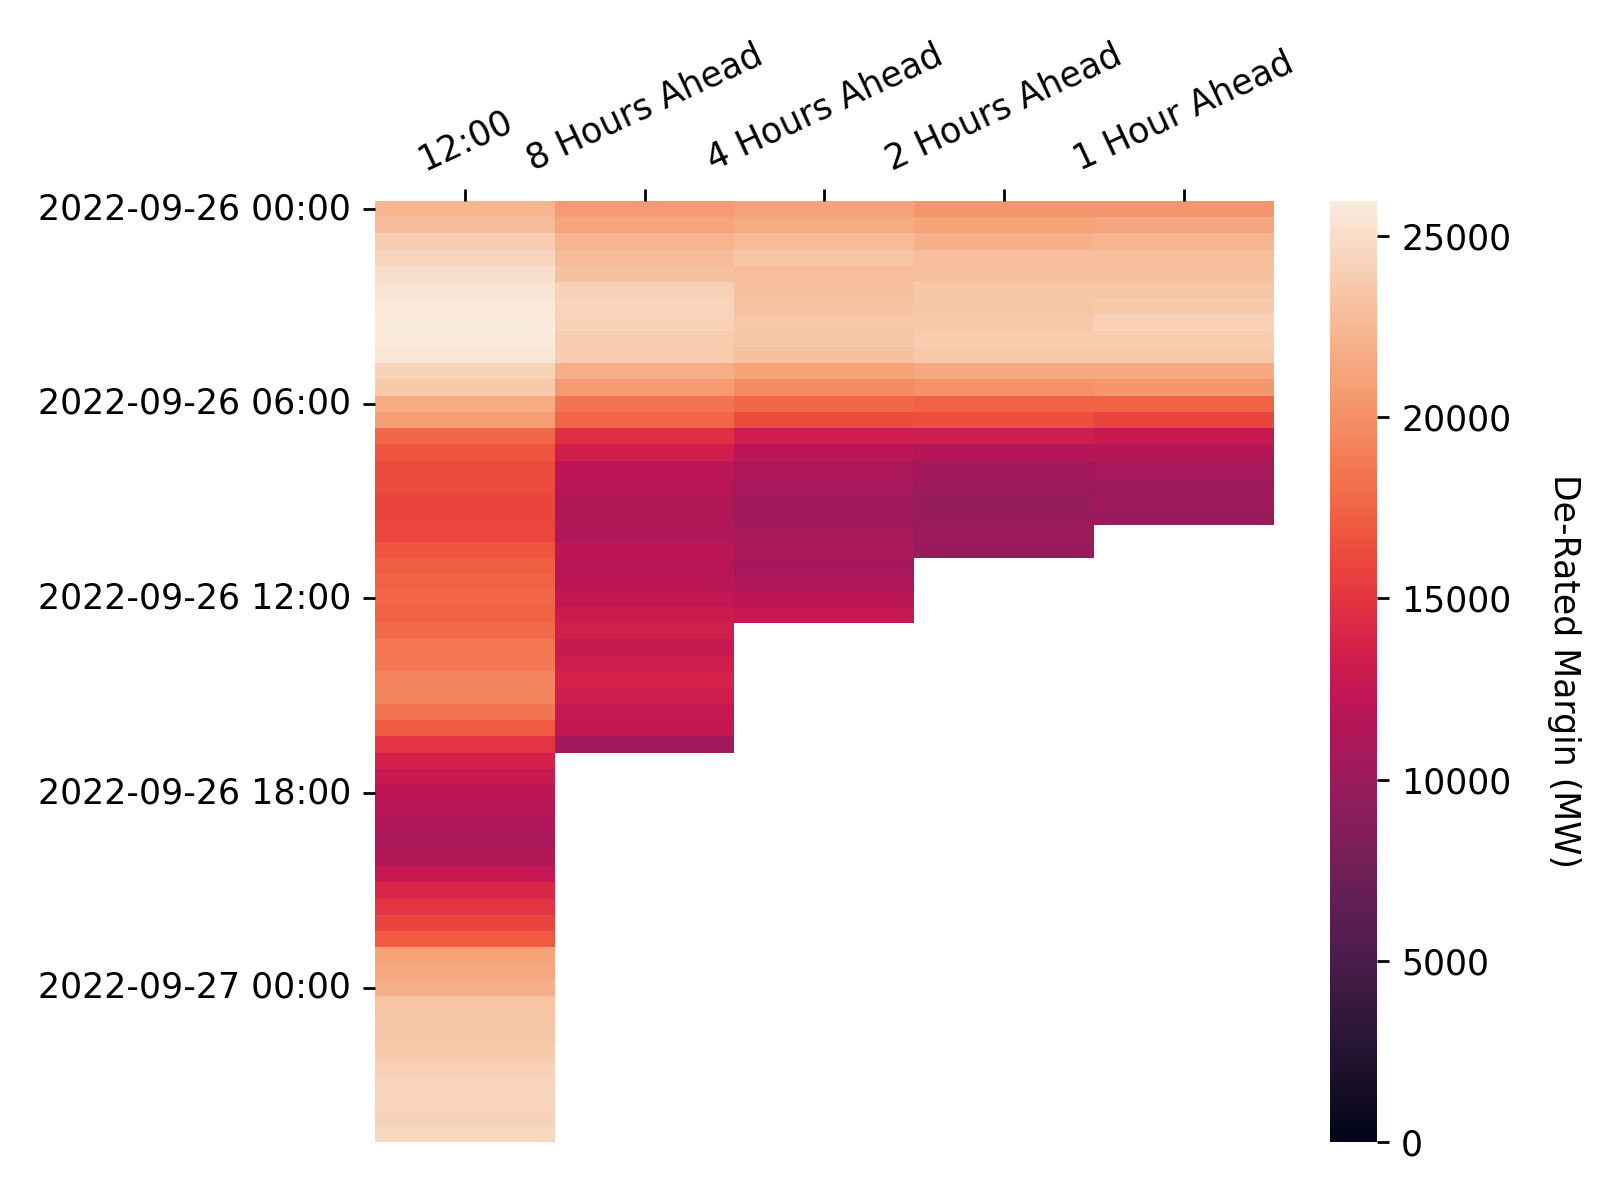 12:00
8 Hours Ahead
4 Hours Ahead
2 Hours Ahead
1 Hour Ahead
2022-09-26 00:00
2022-09-26 06:00
2022-09-26 12:00
2022-09-26 18:00
2022-09-27 00:00
25000
20000
15000
10000
5000
0
De-Rated Margin (MW)